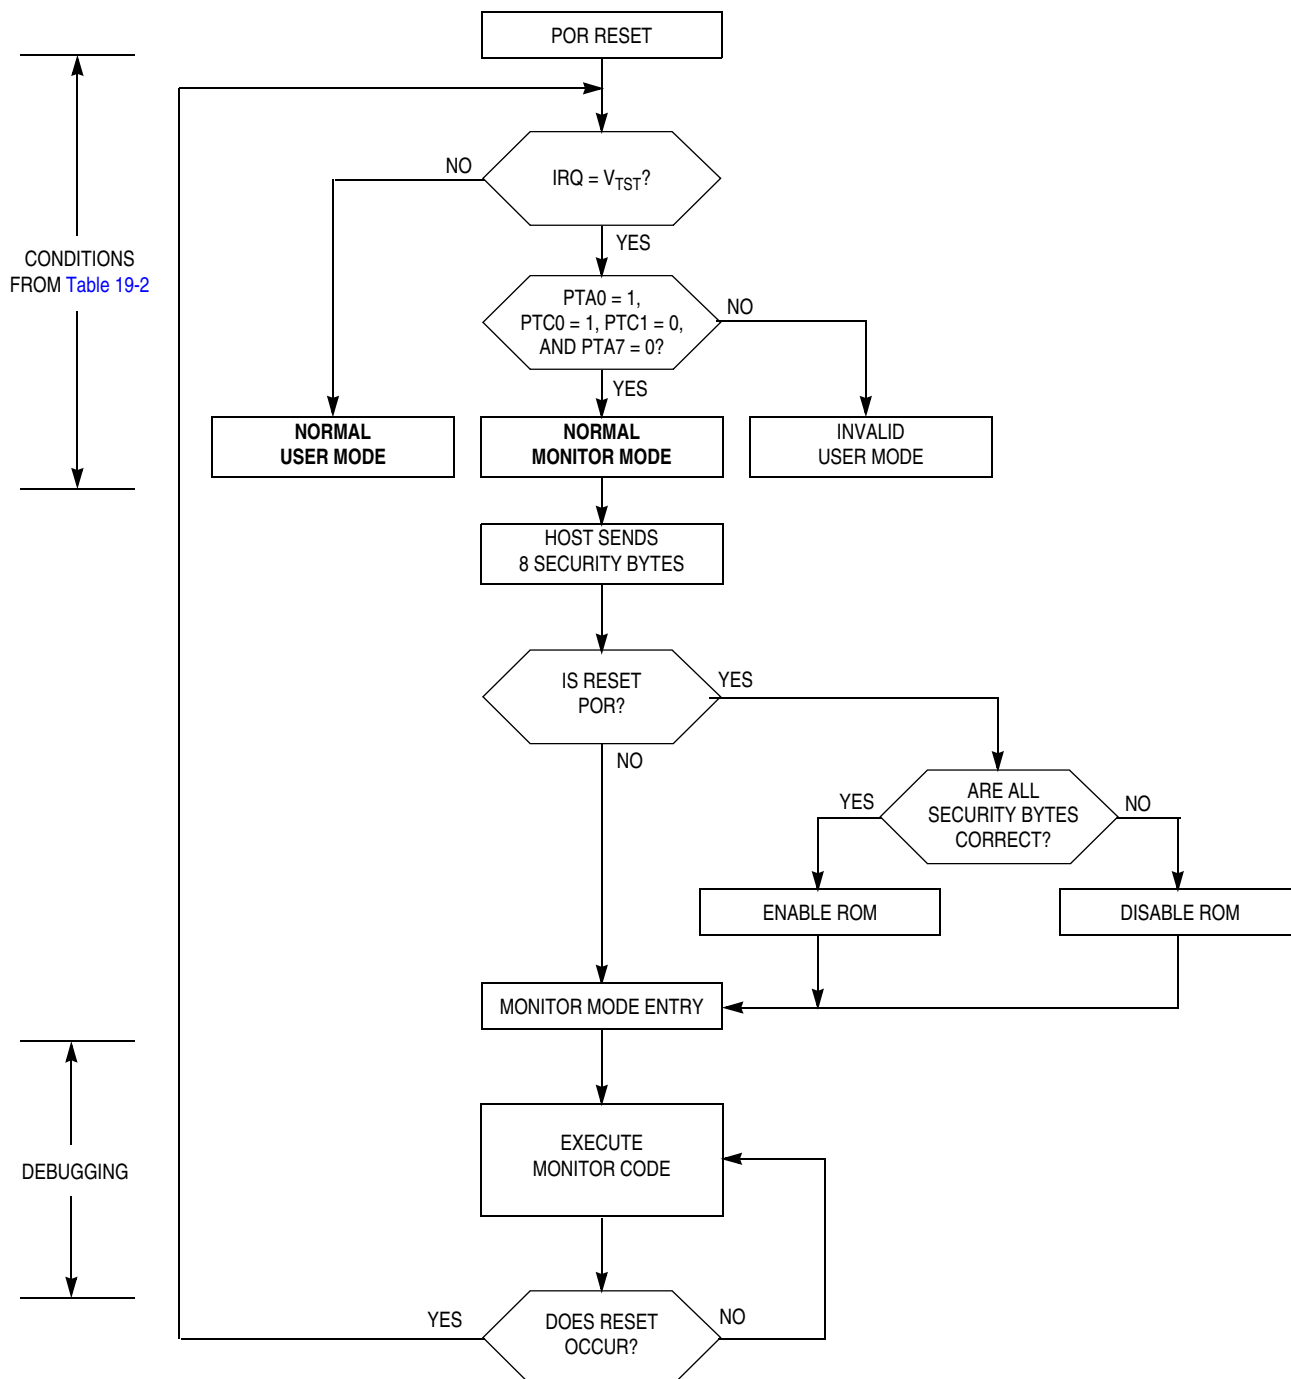 POR RESET
NO
IRQ = VTST?
YES
CONDITIONS
FROM Table 19-2
PTA0 = 1,
PTC0 = 1, PTC1 = 0,
AND PTA7 = 0?
NO
YES
NORMAL
USER MODE
NORMAL
MONITOR MODE
INVALID
USER MODE
HOST SENDS
8 SECURITY BYTES
IS RESET
POR?
YES
NO
ARE ALL
SECURITY BYTES
CORRECT?
YES
NO
ENABLE ROM
DISABLE ROM
MONITOR MODE ENTRY
EXECUTE
MONITOR CODE
DEBUGGING
YES
DOES RESET
OCCUR?
NO